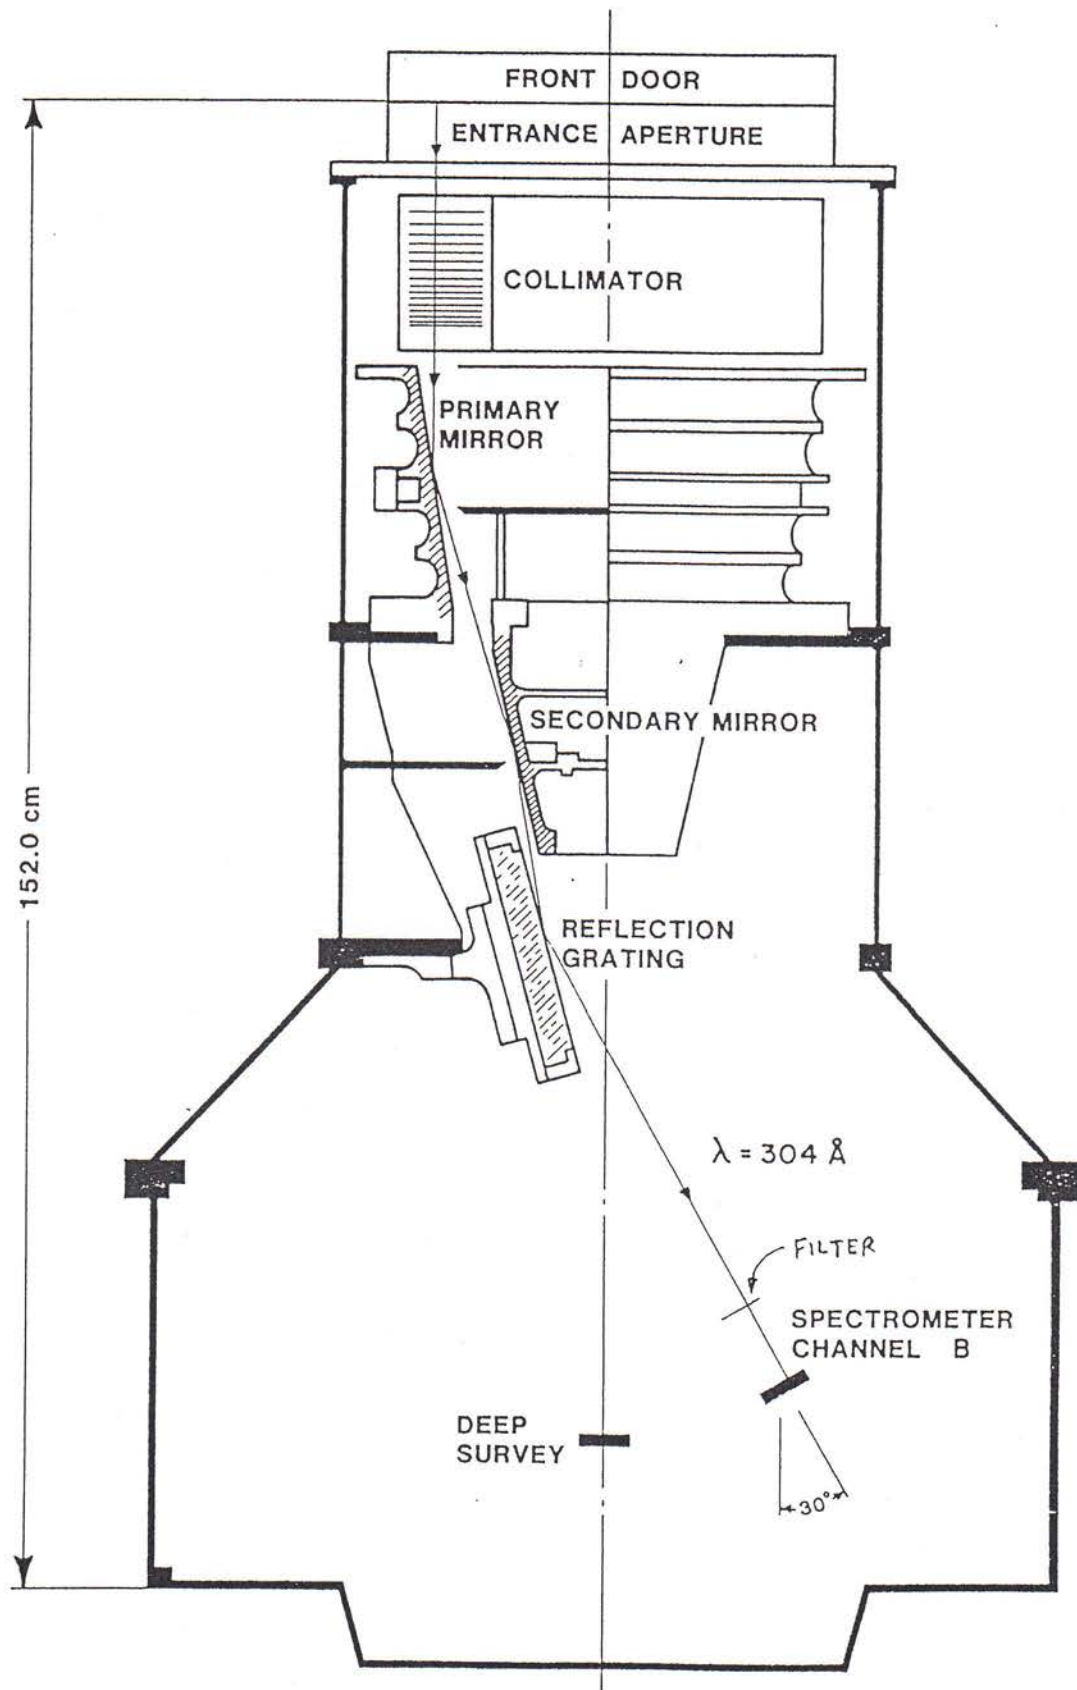 FRONT DOOR
ENTRANCE APERTURE
COLLIMATOR
PRIMARY
MIRROR
SECONDARY MIRROR
152.0 cm
REFLECTION
GRATING
λ = 304 Å
FILTER
SPECTROMETER
CHANNEL B
DEEP
SURVEY
30°